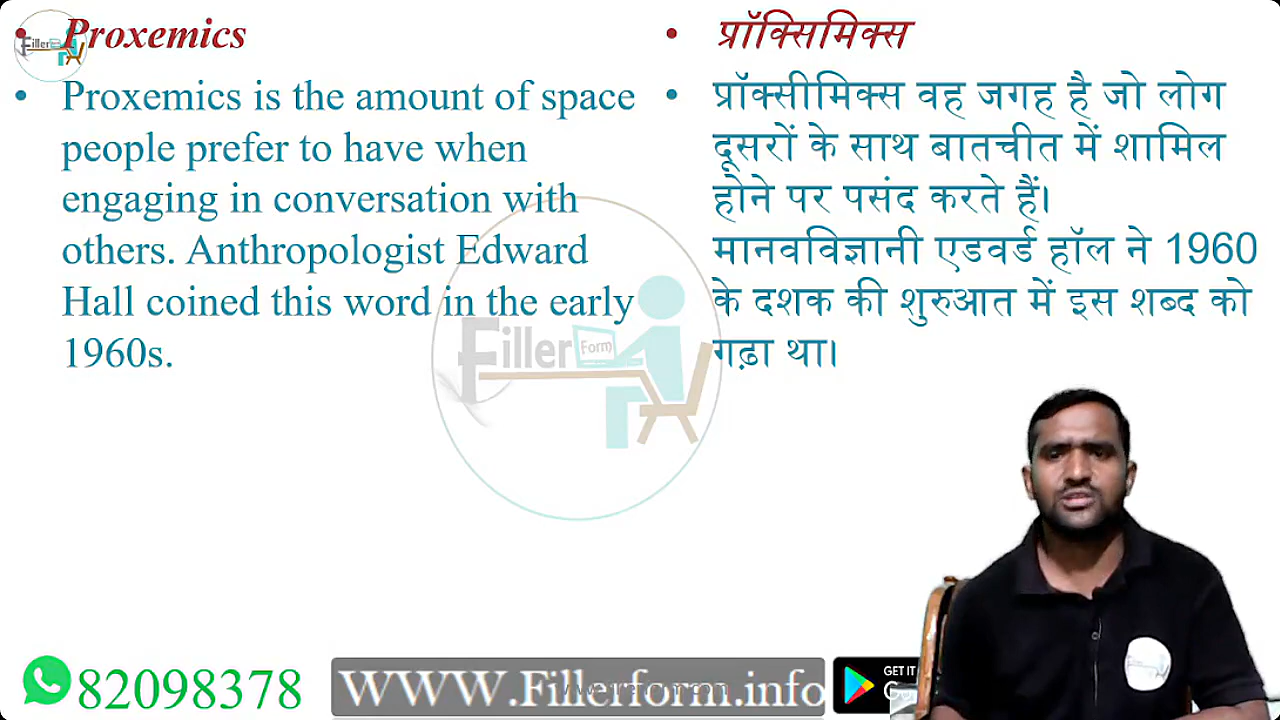 Proxemics
Proxemics is the amount of space
people prefer to have when
engaging in conversation with
others. Anthropologist Edward
Hall coined this word in the early
1960s.
प्रॉक्सिमिक्स
प्रॉक्सीमिक्स वह जगह है जो लोग
दूसरों के साथ बातचीत में शामिल
होने पर पसंद करते हैं।
मानवविज्ञानी एडवर्ड हॉल ने 1960
के दशक की शुरुआत में इस शब्द को
गढ़ा था।
Filler Form
82098378
WWW.Fillerform.info
GET IT